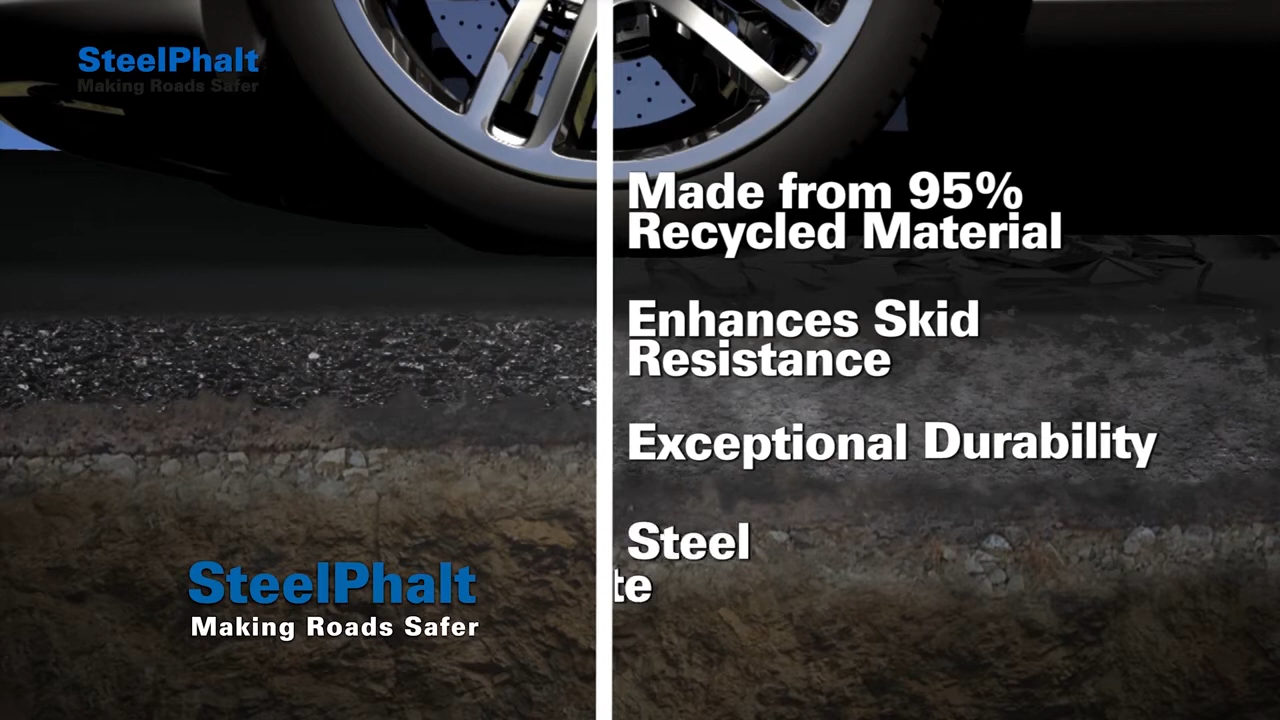 SteelPhalt
Making Roads Safer
Made from 95%
Recycled Material
Enhances Skid
Resistance
Exceptional Durability
Steel
SteelPhalt
Making Roads Safer